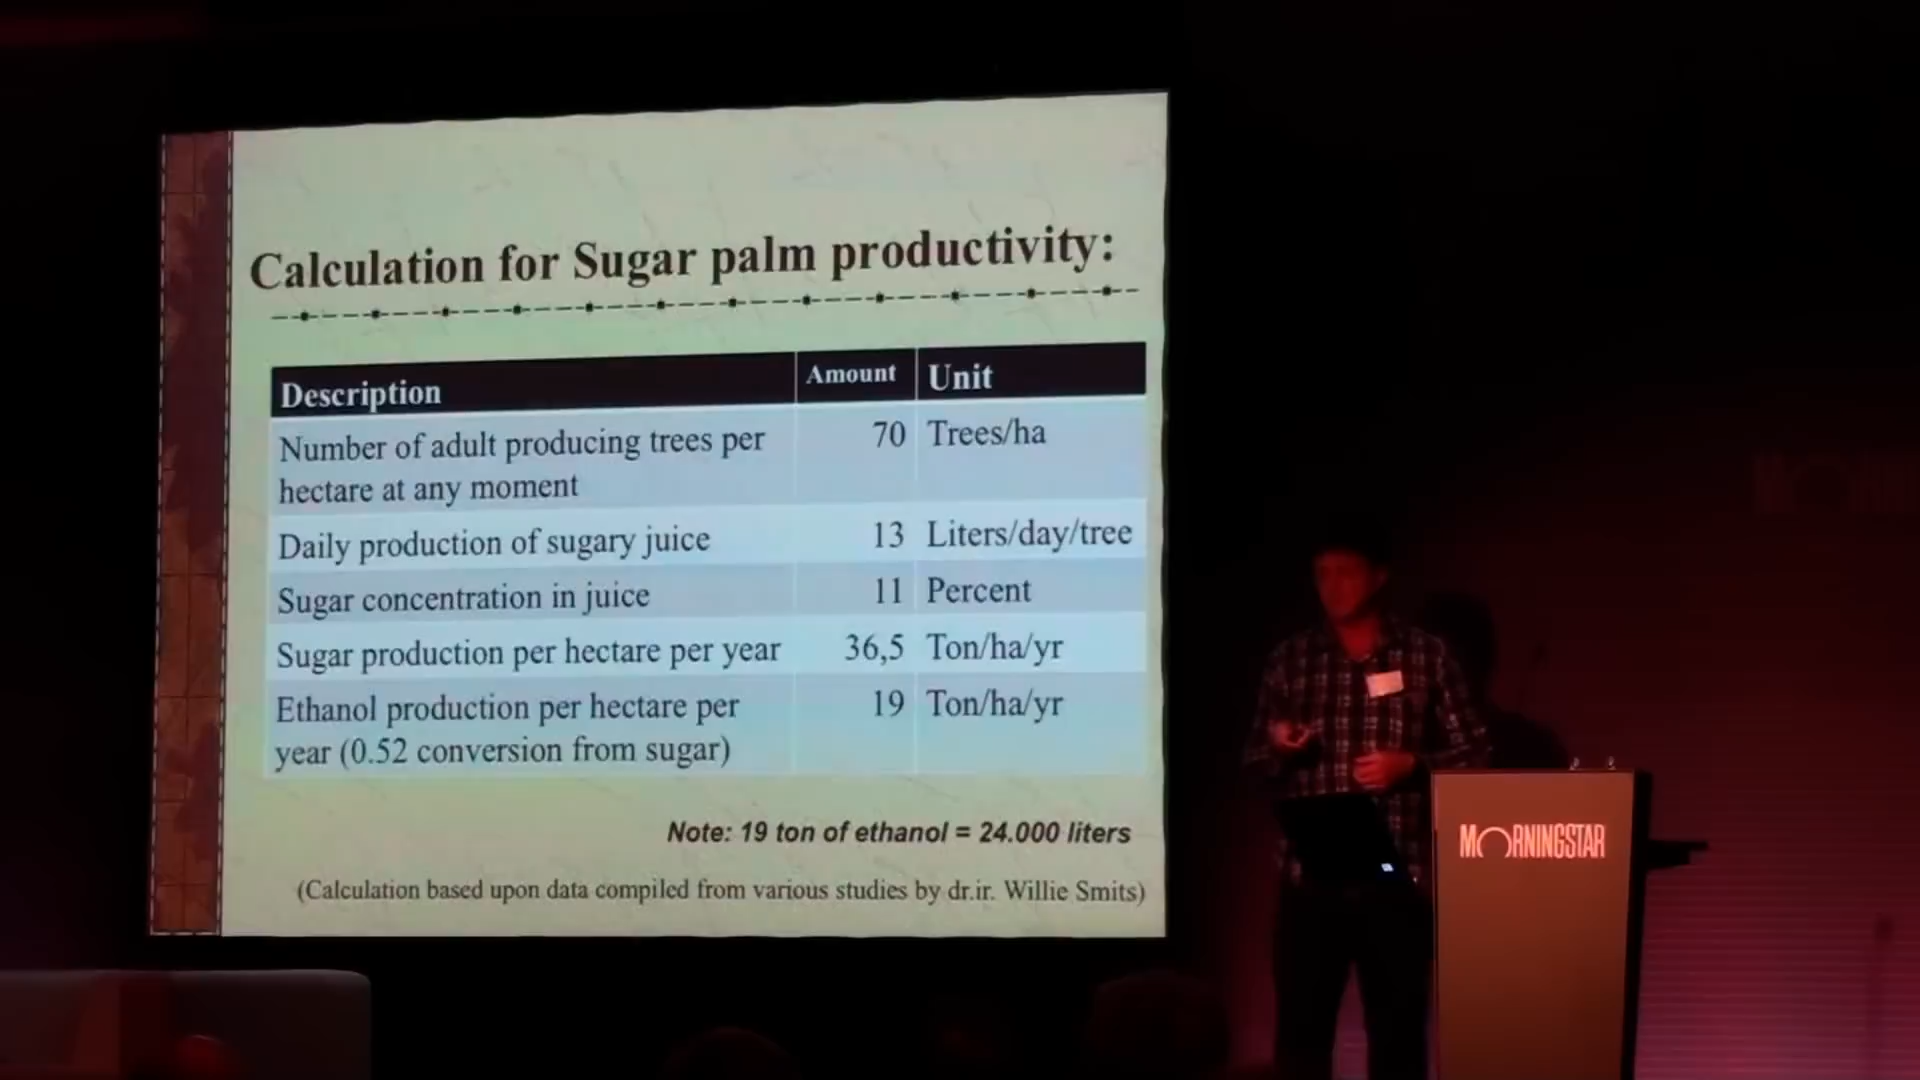 Calculation for Sugar palm productivity:
Description Amount Unit
Number of adult producing trees per
hectare at any moment 70 Trees/ha
Daily production of sugary juice 13 Liters/day/tree
Sugar concentration in juice 11 Percent
Sugar production per hectare per year 36,5 Ton/ha/yr
Ethanol production per hectare per
year (0.52 conversion from sugar) 19 Ton/ha/yr
Note: 19 ton of ethanol = 24.000 liters
(Calculation based upon data compiled from various studies by dr.ir. Willie Smits)
MORNINGSTAR